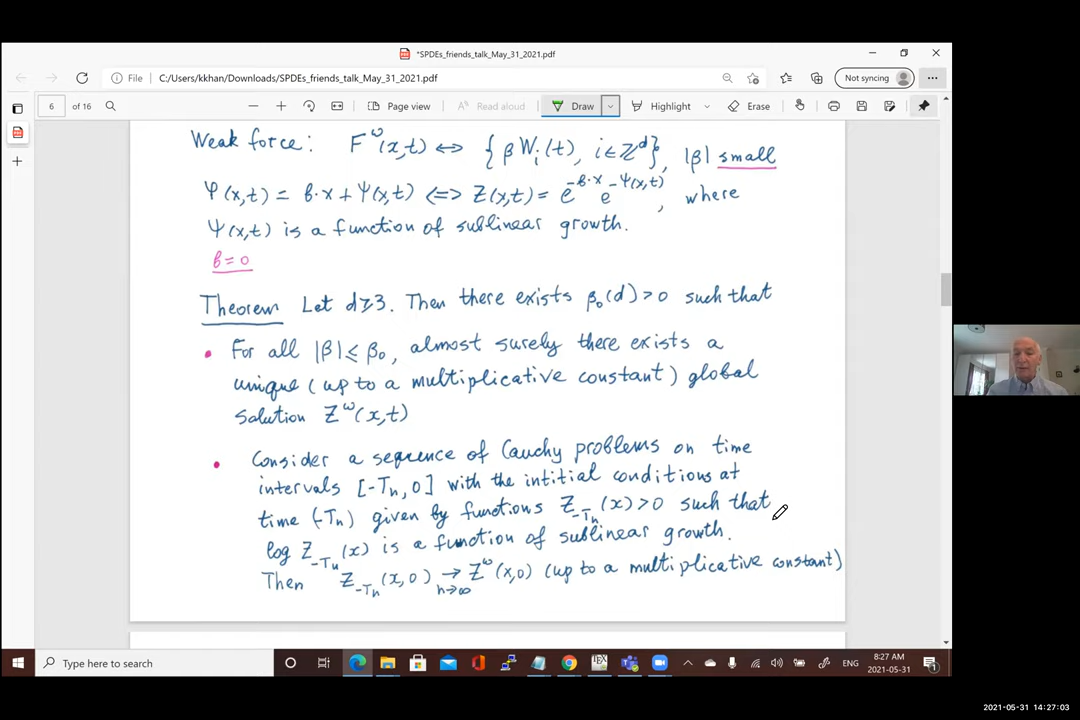 *SPDEs_friends_talk_May_31_2021.pdf
File C:/Users/kkhan/Downloads/SPDEs_friends_talk_May_31_2021.pdf Not syncing
6 of 16 Page view Read aloud Draw Highlight Erase
Weak force: F^ω(x,t) ⇔ {βW_i(t), i∈ℤ^d}, |β| small
φ(x,t) = b·x + ψ(x,t) ⇔ Z(x,t) = e^{-b·x} e^{-ψ(x,t)}, where
ψ(x,t) is a function of sublinear growth.
b = 0
Theorem Let d≥3. Then there exists β₀(d) > 0 such that
• For all |β| ≤ β₀, almost surely there exists a
unique (up to a multiplicative constant) global
solution Z^ω(x,t)
• Consider a sequence of Cauchy problems on time
intervals [-T_n, 0] with the intitial conditions at
time (-T_n) given by functions Z_{-T_n}(x) > 0 such that
log Z_{-T_n}(x) is a function of sublinear growth.
Then Z_{-T_n}(x,0) →_{n→∞} Z^ω(x,0) (up to a multiplicative constant)
Type here to search
ENG
8:27 AM
2021-05-31
2021-05-31 14:27:03